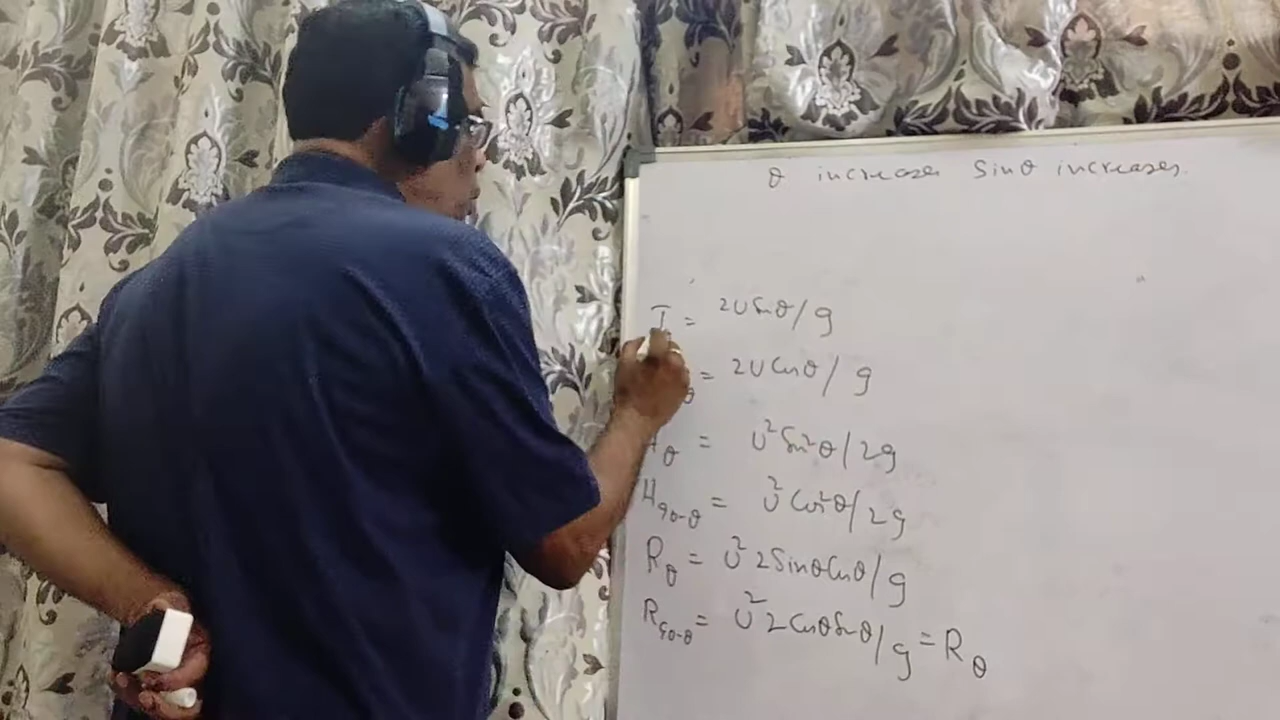 θ increases Sinθ increases.
T = 2USinθ/g
= 2UCosθ/g
θ = U²Sin²θ/2g
H90-θ = U²Cos²θ/2g
Rθ = U²2SinθCosθ/g
R90-θ = U²2CosθSinθ/g = Rθ